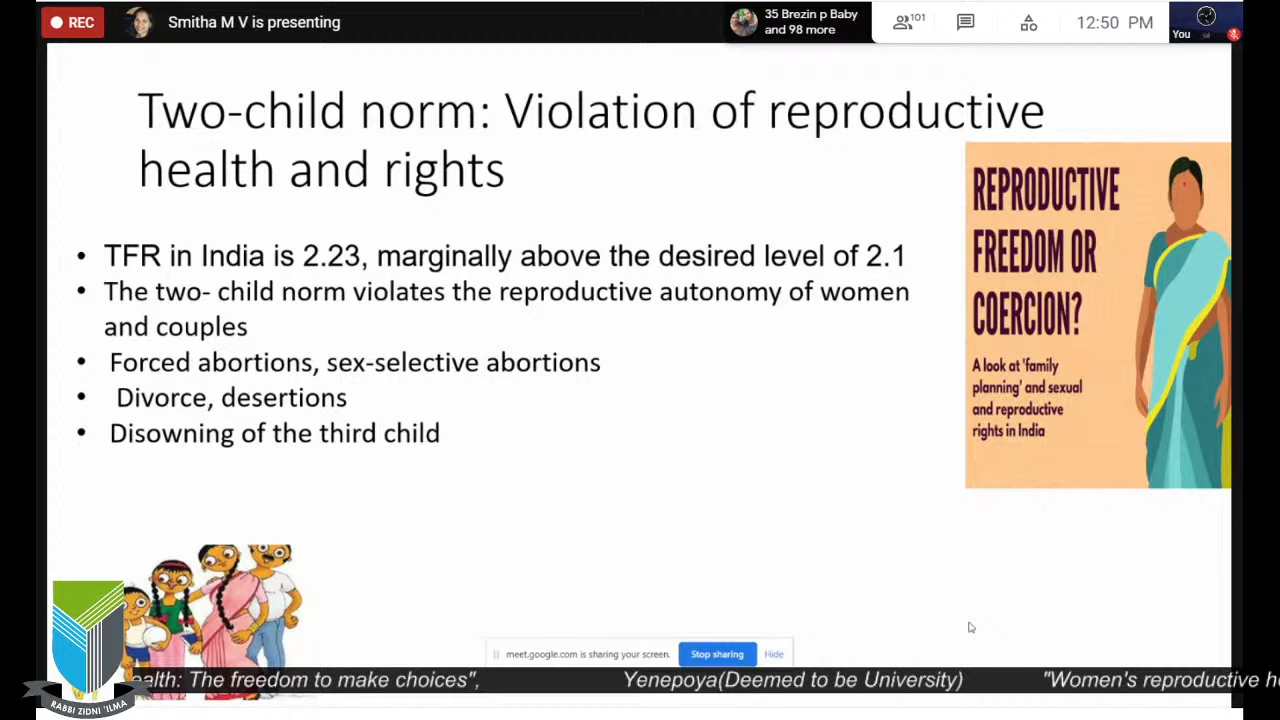 REC
Smitha M V is presenting
35 Brezin p Baby
and 98 more
101
12:50 PM
You
Two-child norm: Violation of reproductive
health and rights
• TFR in India is 2.23, marginally above the desired level of 2.1
• The two- child norm violates the reproductive autonomy of women
and couples
• Forced abortions, sex-selective abortions
• Divorce, desertions
• Disowning of the third child
REPRODUCTIVE
FREEDOM OR
COERCION?
A look at 'family
planning' and sexual
and reproductive
rights in India
meet.google.com is sharing your screen.
Stop sharing
Hide
alth: The freedom to make choices", Yenepoya(Deemed to be University) "Women's reproductive he
RABBI ZIDNI 'ILMA